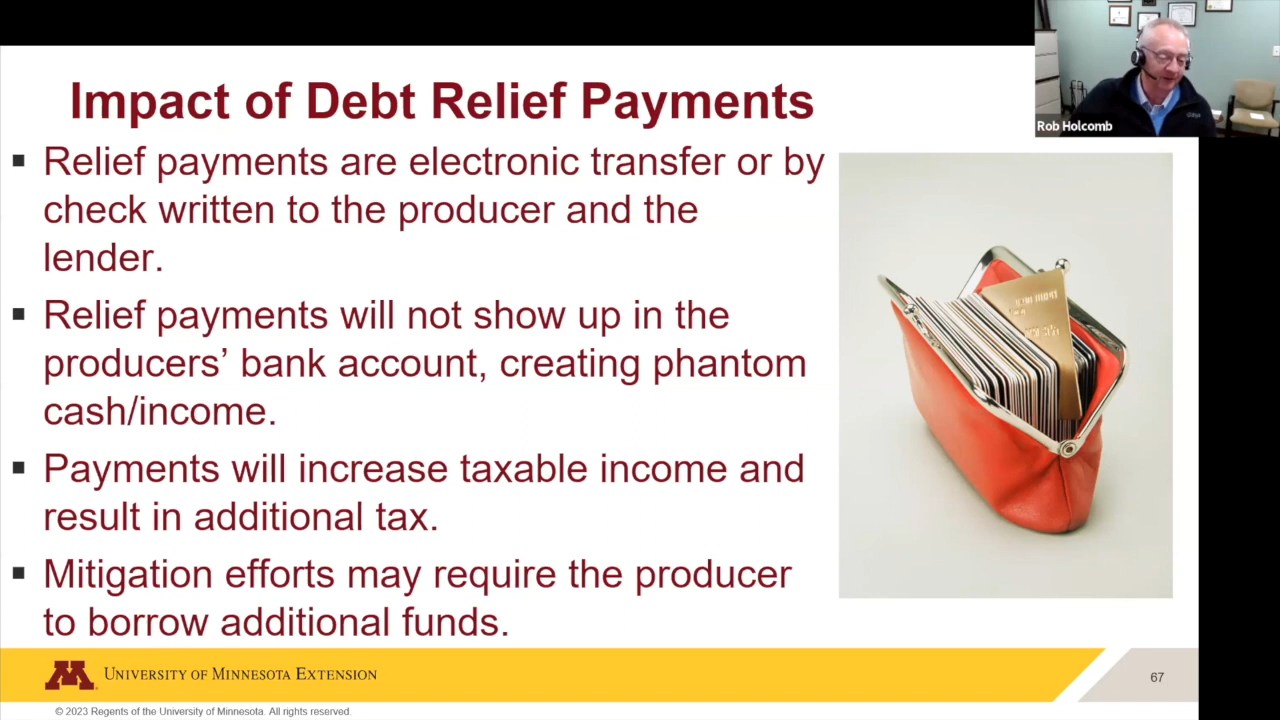 Impact of Debt Relief Payments
Rob Holcomb
▪ Relief payments are electronic transfer or by
check written to the producer and the
lender.
▪ Relief payments will not show up in the
producers’ bank account, creating phantom
cash/income.
▪ Payments will increase taxable income and
result in additional tax.
▪ Mitigation efforts may require the producer
to borrow additional funds.
M
UNIVERSITY OF MINNESOTA EXTENSION
67
© 2023 Regents of the University of Minnesota. All rights reserved.